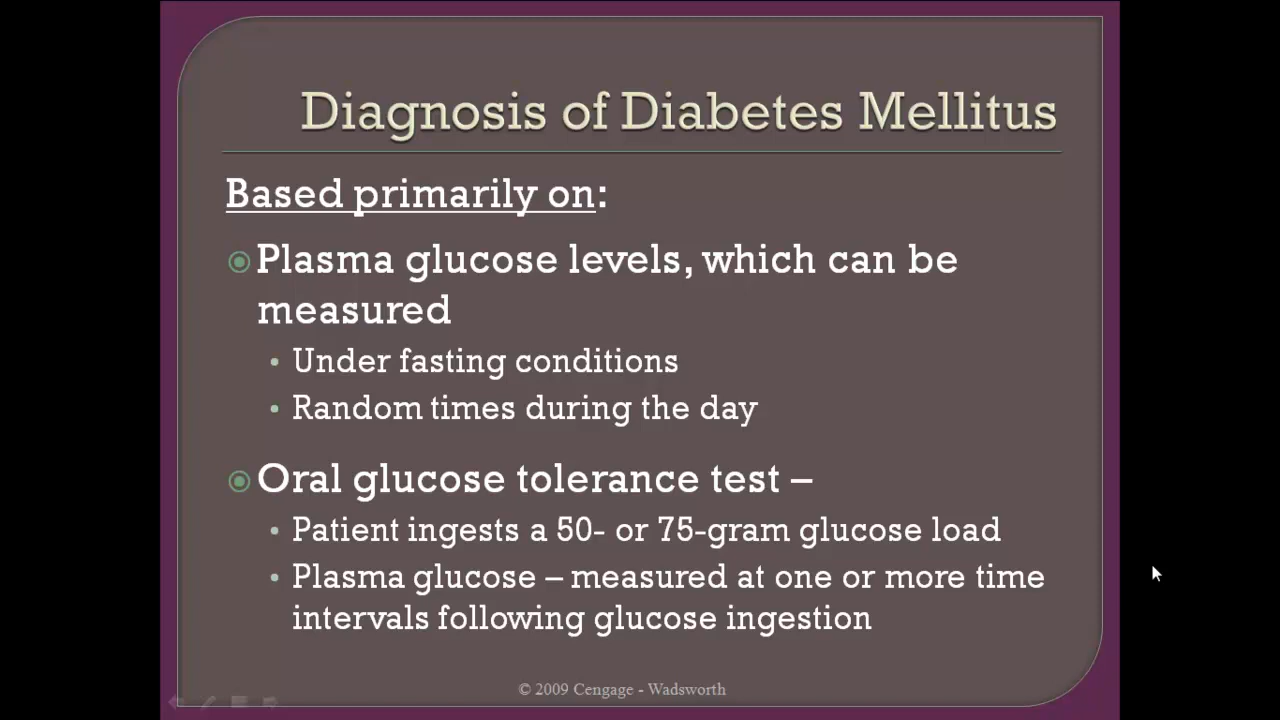 Diagnosis of Diabetes Mellitus
Based primarily on:
Plasma glucose levels, which can be
measured
Under fasting conditions
Random times during the day
Oral glucose tolerance test –
Patient ingests a 50- or 75-gram glucose load
Plasma glucose – measured at one or more time
intervals following glucose ingestion
© 2009 Cengage - Wadsworth